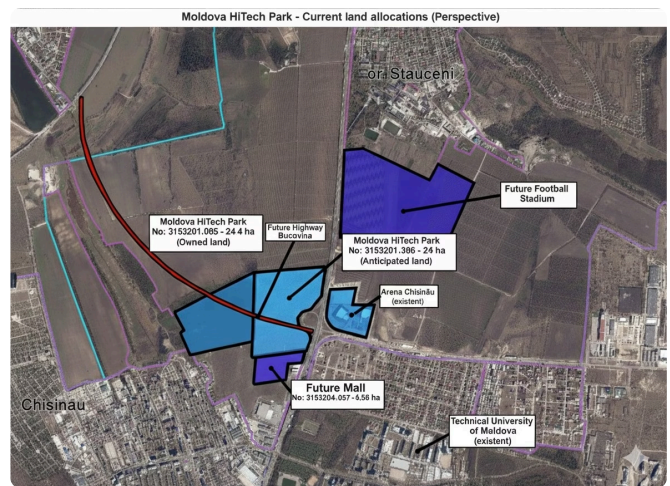 Moldova HiTech Park - Current land allocations (Perspective)
or Stauceni
Future Football
Stadium
Moldova HiTech Park
No: 3153201.085 - 24 4 ha
(Owned land)
Future Highway
Bucovina
Moldova HiTech Park
No: 3153201.386 - 24 ha
(Anticipated land)
Arena Chisinău
(existent)
Future Mall
No: 3153204.057 - 6,56 ha
Chisinau
Technical University
of Maldova
(existent)